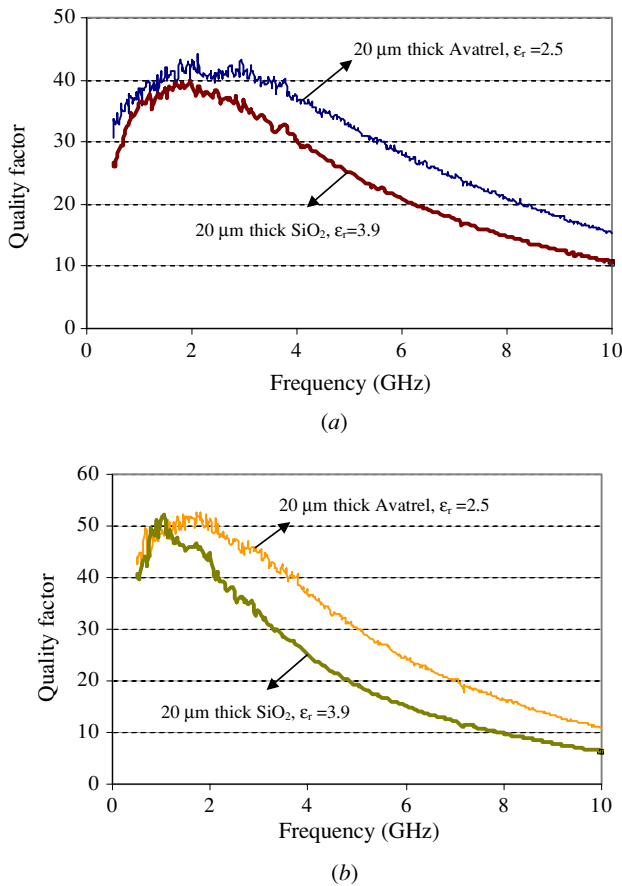 50
40
30
20
10
0
Quality factor
20 μm thick Avatrel, εr =2.5
20 μm thick SiO2, εr=3.9
0 2 4 6 8 10
Frequency (GHz)
(a)
60
50
40
30
20
10
0
Quality factor
20 μm thick Avatrel, εr =2.5
20 μm thick SiO2, εr =3.9
0 2 4 6 8 10
Frequency (GHz)
(b)